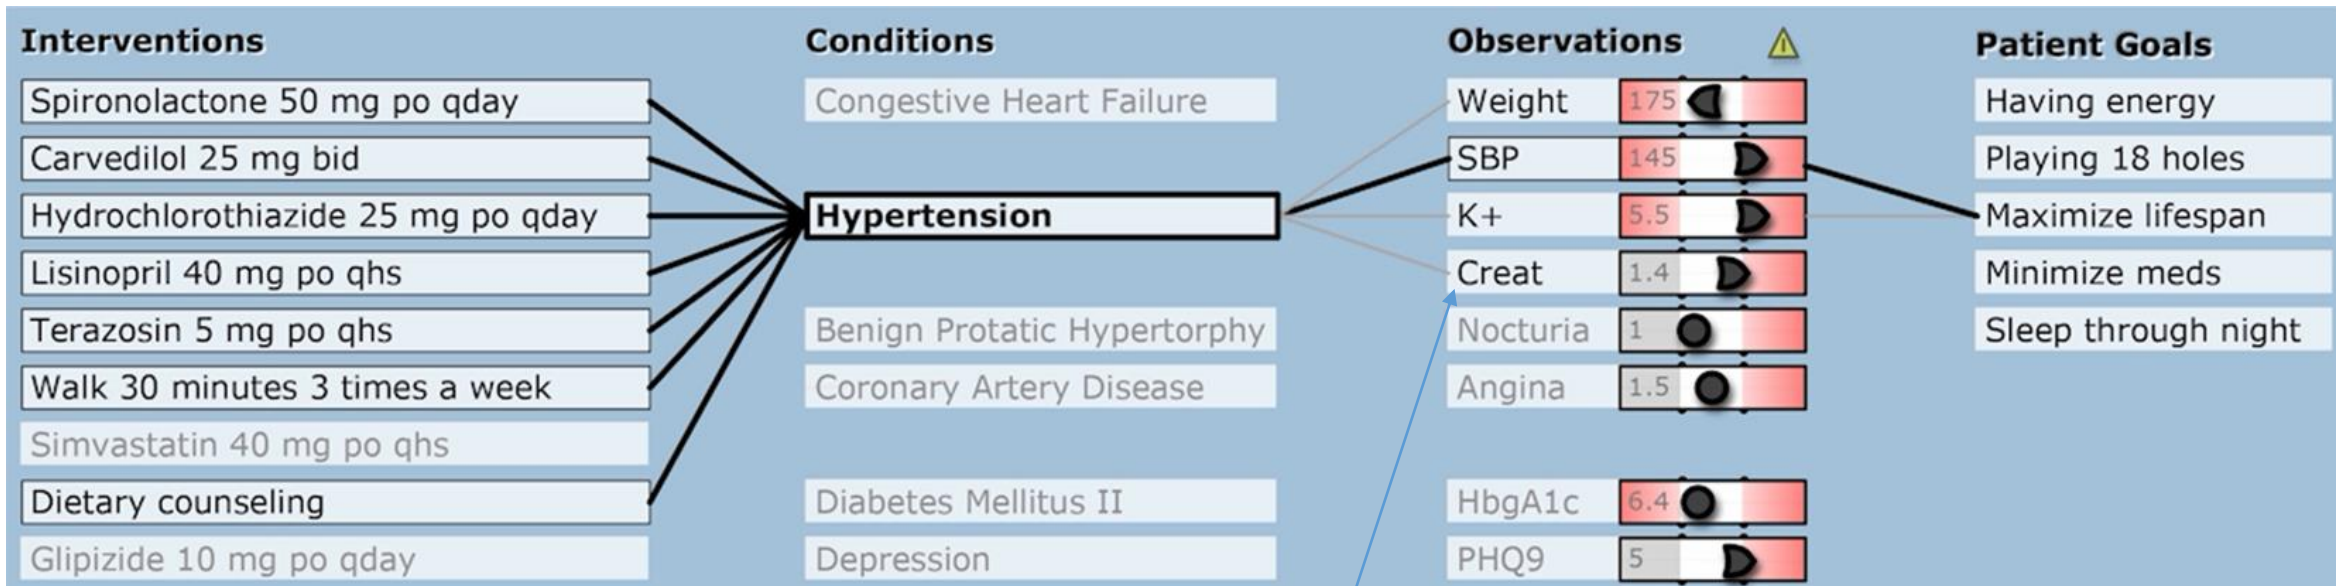 Interventions
Spironolactone 50 mg po qday
Carvedilol 25 mg bid
Hydrochlorothiazide 25 mg po qday
Lisinopril 40 mg po qhs
Terazosin 5 mg po qhs
Walk 30 minutes 3 times a week
Simvastatin 40 mg po qhs
Dietary counseling
Glipizide 10 mg po qday
Conditions
Congestive Heart Failure
Hypertension
Benign Protatic Hypertorphy
Coronary Artery Disease
Diabetes Mellitus II
Depression
Observations
Weight 175
SBP 145
K+ 5.5
Creat 1.4
Nocturia 1
Angina 1.5
HbgA1c 6.4
PHQ9 5
Patient Goals
Having energy
Playing 18 holes
Maximize lifespan
Minimize meds
Sleep through night